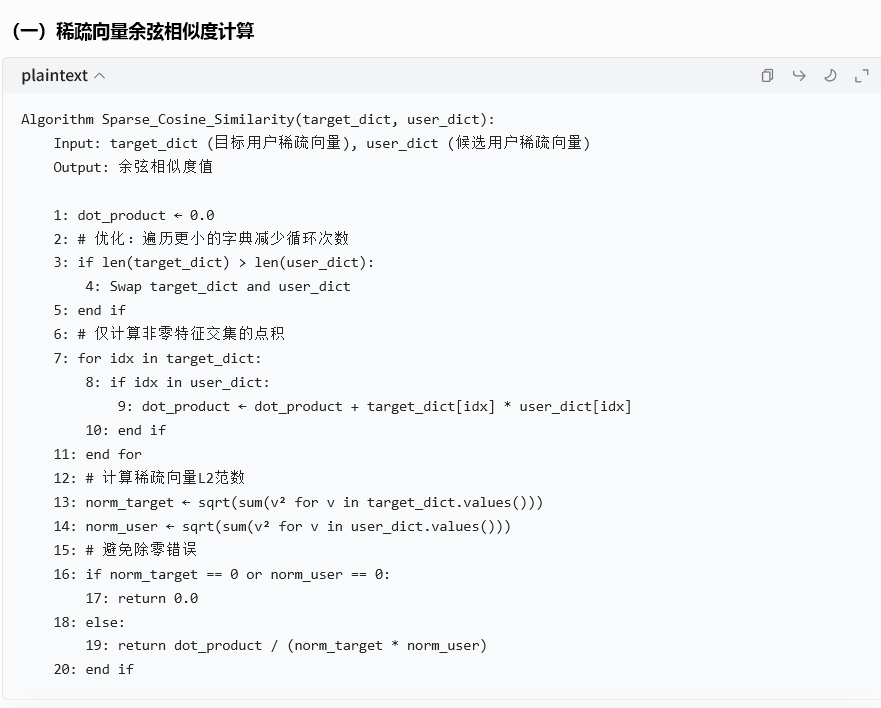 （一）稀疏向量余弦相似度计算
plaintext
Algorithm Sparse_Cosine_Similarity(target_dict, user_dict):
    Input: target_dict (目标用户稀疏向量), user_dict (候选用户稀疏向量)
    Output: 余弦相似度值

    1: dot_product ← 0.0
    2: # 优化：遍历更小的字典减少循环次数
    3: if len(target_dict) > len(user_dict):
        4: Swap target_dict and user_dict
    5: end if
    6: # 仅计算非零特征交集的点积
    7: for idx in target_dict:
        8: if idx in user_dict:
            9: dot_product ← dot_product + target_dict[idx] * user_dict[idx]
        10: end if
    11: end for
    12: # 计算稀疏向量L2范数
    13: norm_target ← sqrt(sum(v² for v in target_dict.values()))
    14: norm_user ← sqrt(sum(v² for v in user_dict.values()))
    15: # 避免除零错误
    16: if norm_target == 0 or norm_user == 0:
        17: return 0.0
    18: else:
        19: return dot_product / (norm_target * norm_user)
    20: end if